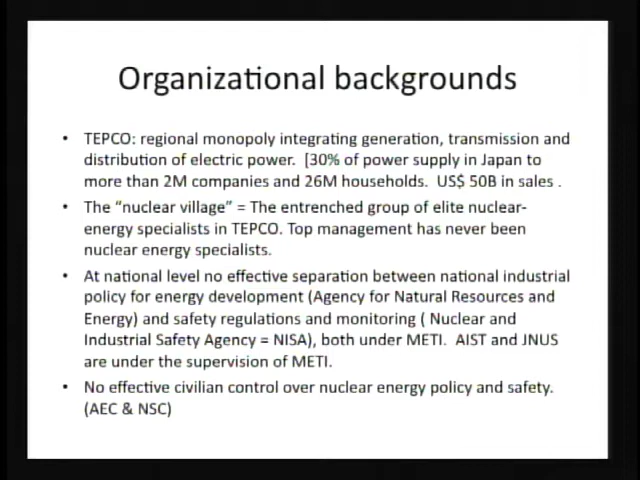 Organizational backgrounds
• TEPCO: regional monopoly integrating generation, transmission and
distribution of electric power.  [30% of power supply in Japan to
more than 2M companies and 26M households.  US$ 50B in sales .
• The “nuclear village” = The entrenched group of elite nuclear-
energy specialists in TEPCO. Top management has never been
nuclear energy specialists.
• At national level no effective separation between national industrial
policy for energy development (Agency for Natural Resources and
Energy) and safety regulations and monitoring ( Nuclear and
Industrial Safety Agency = NISA), both under METI.  AIST and JNUS
are under the supervision of METI.
• No effective civilian control over nuclear energy policy and safety.
(AEC & NSC)